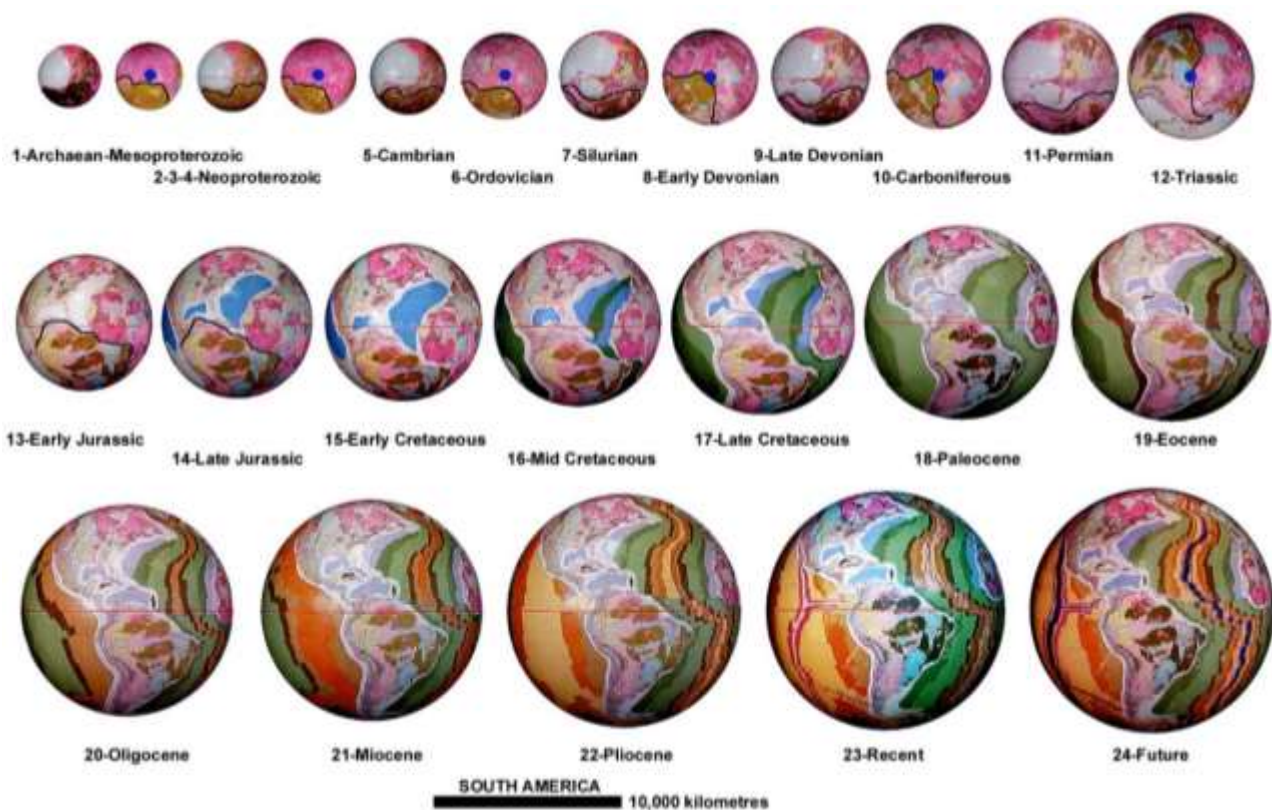 1-Archaean-Mesoproterozoic
2-3-4-Neoproterozoic
5-Cambrian
6-Ordovician
7-Silurian
8-Early Devonian
9-Late Devonian
10-Carboniferous
11-Permian
12-Triassic
13-Early Jurassic
14-Late Jurassic
15-Early Cretaceous
16-Mid Cretaceous
17-Late Cretaceous
18-Paleocene
19-Eocene
20-Oligocene
21-Miocene
22-Pliocene
23-Recent
24-Future
SOUTH AMERICA
10,000 kilometres